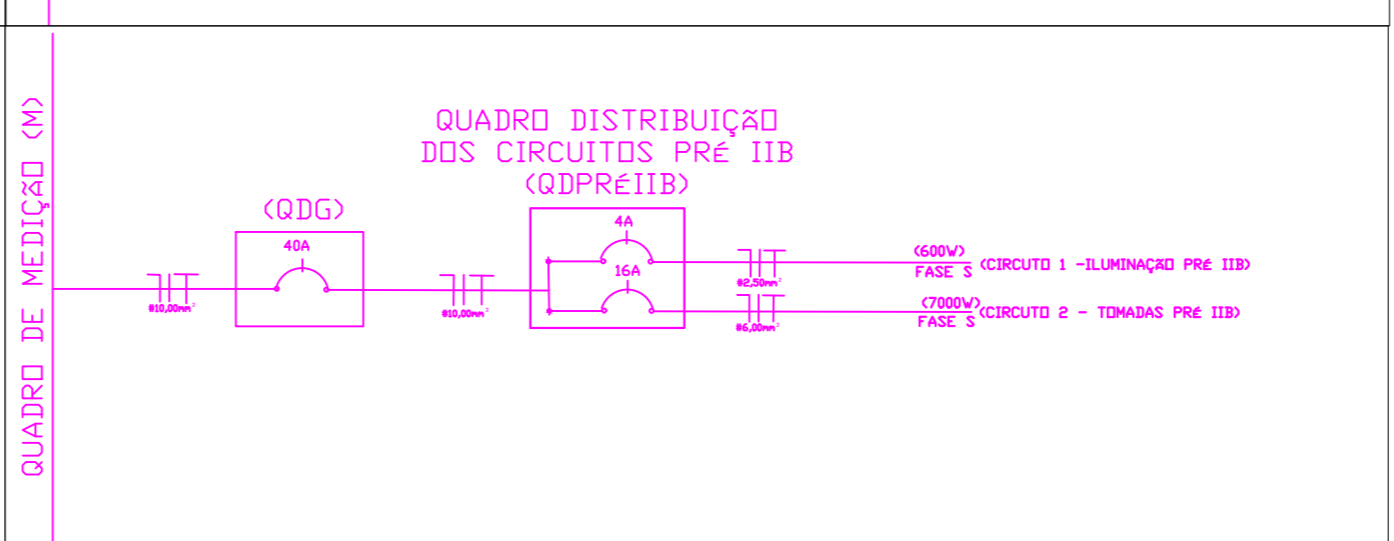 QUADRO DE MEDIÇÃO (M)
QUADRO DISTRIBUIÇÃO
DOS CIRCUITOS PRÉ IIB
(QDPRÉIIB)
(QDG)
40A
4A
16A
#10,00mm²
#10,00mm²
#2,50mm²
#6,00mm²
(600W)
FASE S
(CIRCUTO 1 -ILUMINAÇÃO PRÉ IIB)
(7000W)
FASE S
(CIRCUTO 2 - TOMADAS PRÉ IIB)